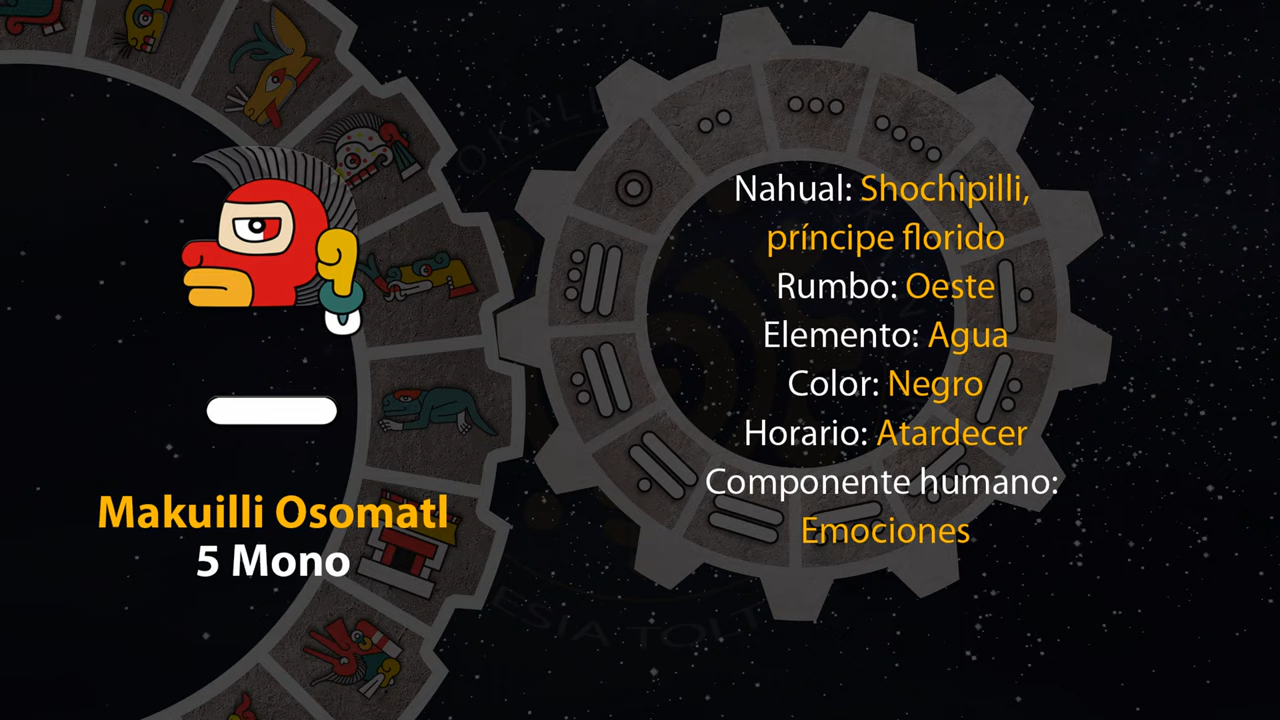 Makuilli Osomatl
5 Mono
Nahual: Shochipilli,
príncipe florido
Rumbo: Oeste
Elemento: Agua
Color: Negro
Horario: Atardecer
Componente humano:
Emociones